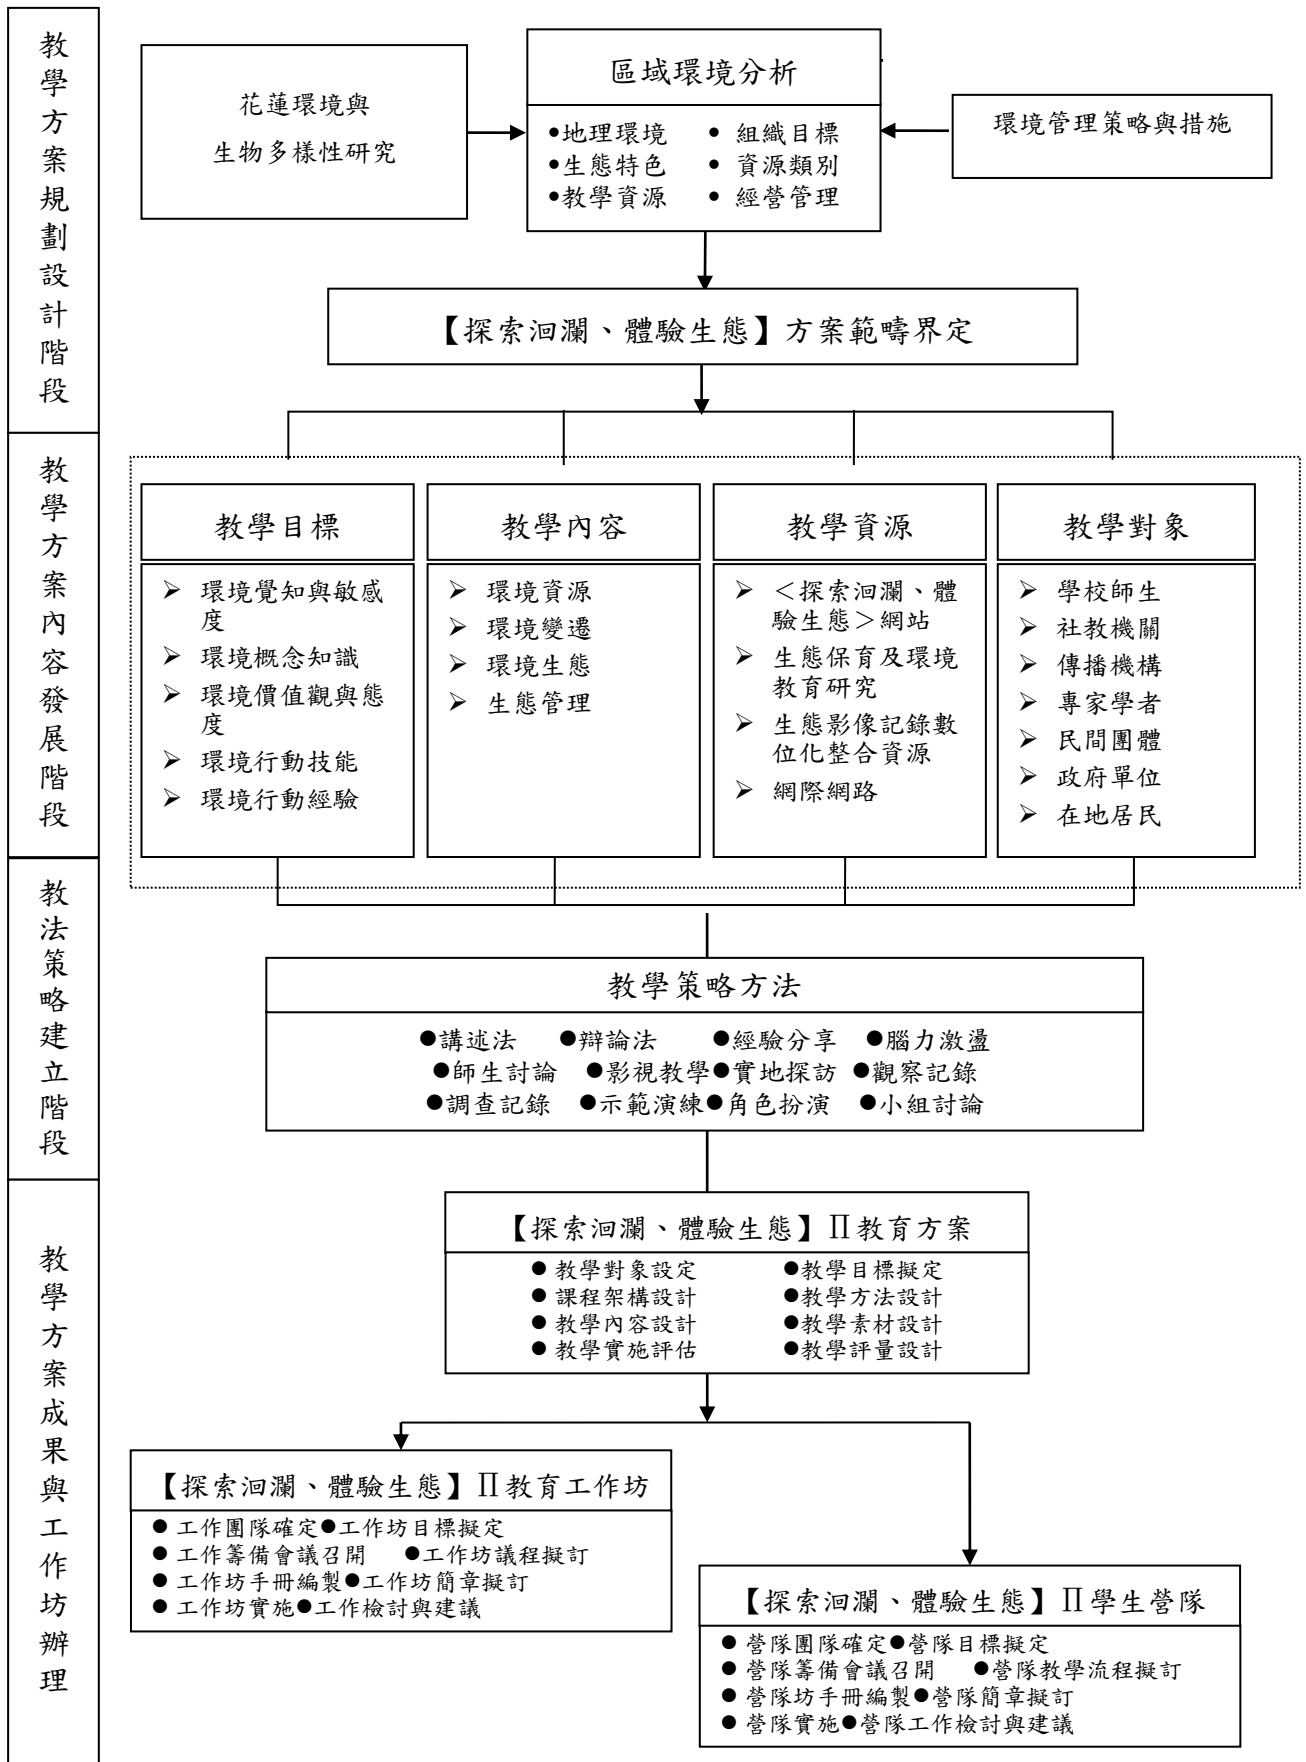 教學方案規劃設計階段
花蓮環境與
生物多樣性研究
區域環境分析
●地理環境 ● 組織目標
●生態特色 ● 資源類別
●教學資源 ● 經營管理
環境管理策略與措施
【探索洄瀾、體驗生態】方案範疇界定
教學方案內容發展階段
教學目標
➢ 環境覺知與敏感
度
➢ 環境概念知識
➢ 環境價值觀與態
度
➢ 環境行動技能
➢ 環境行動經驗
教學內容
➢ 環境資源
➢ 環境變遷
➢ 環境生態
➢ 生態管理
教學資源
➢ ＜探索洄瀾、體
驗生態＞網站
➢ 生態保育及環境
教育研究
➢ 生態影像記錄數
位化整合資源
➢ 網際網路
教學對象
➢ 學校師生
➢ 社教機關
➢ 傳播機構
➢ 專家學者
➢ 民間團體
➢ 政府單位
➢ 在地居民
教法策略建立階段
教學策略方法
●講述法 ●辯論法 ●經驗分享 ●腦力激盪
●師生討論 ●影視教學●實地探訪 ●觀察記錄
●調查記錄 ●示範演練●角色扮演 ●小組討論
教學方案成果與工作坊辦理
【探索洄瀾、體驗生態】Π教育方案
● 教學對象設定 ●教學目標擬定
● 課程架構設計 ●教學方法設計
● 教學內容設計 ●教學素材設計
● 教學實施評估 ●教學評量設計
【探索洄瀾、體驗生態】Π教育工作坊
● 工作團隊確定●工作坊目標擬定
● 工作籌備會議召開 ●工作坊議程擬訂
● 工作坊手冊編製●工作坊簡章擬訂
● 工作坊實施●工作檢討與建議
【探索洄瀾、體驗生態】Π學生營隊
● 營隊團隊確定●營隊目標擬定
● 營隊籌備會議召開 ●營隊教學流程擬訂
● 營隊坊手冊編製●營隊簡章擬訂
● 營隊實施●營隊工作檢討與建議